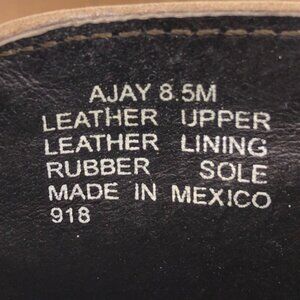 AJAY 8.5M
LEATHER UPPER
LEATHER LINING
RUBBER SOLE
MADE IN MEXICO
918